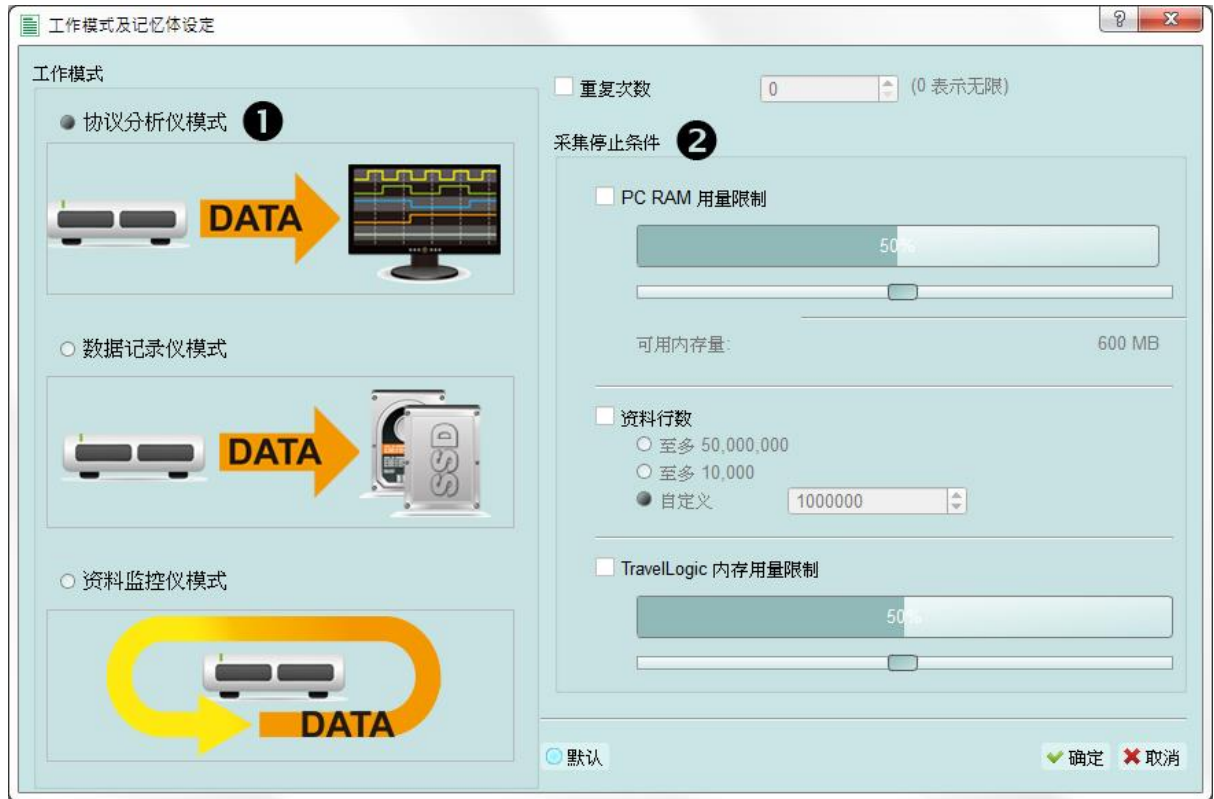 工作模式及记忆体设定
工作模式
协议分析仪模式 ❶
DATA
数据记录仪模式
DATA
SSD
资料监控仪模式
DATA
重复次数 0 (0 表示无限)
采集停止条件 ❷
PC RAM 用量限制
50%
可用内存量: 600 MB
资料行数
至多 50,000,000
至多 10,000
自定义 1000000
TravelLogic 内存用量限制
50%
默认
确定 取消